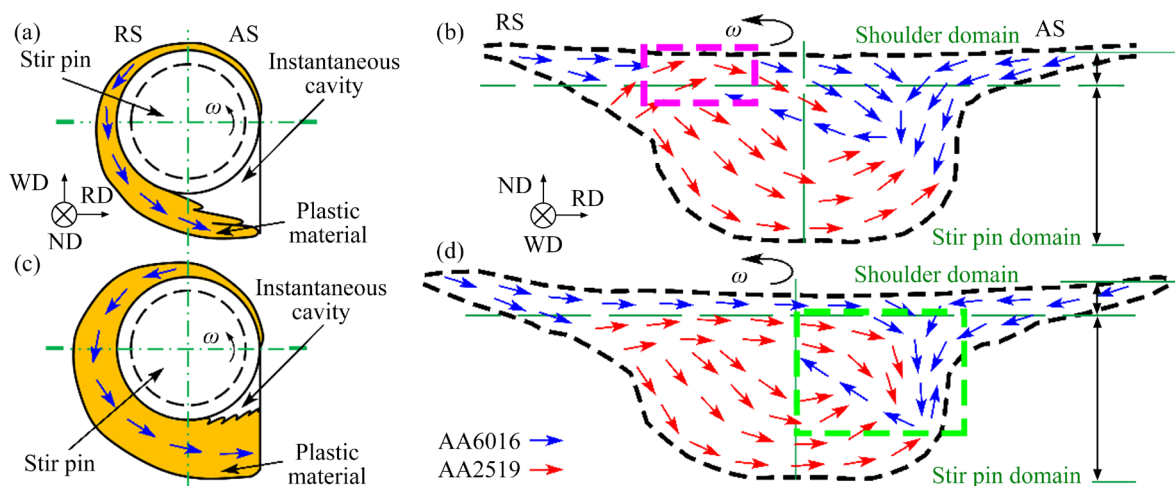 (a)
RS
AS
Stir pin
Instantaneous
cavity
ω
WD
RD
ND
Plastic
material
(b)
RS
ω
Shoulder domain
AS
ND
RD
WD
Stir pin domain
(c)
Instantaneous
cavity
ω
Stir pin
Plastic
material
(d)
ω
Shoulder domain
AA6016
AA2519
Stir pin domain